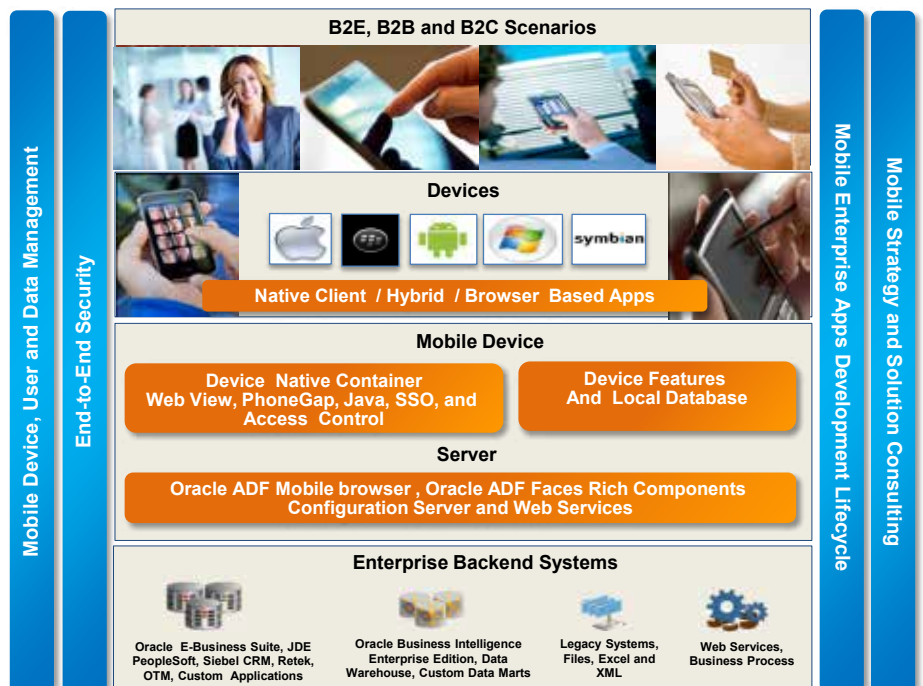 Mobile Device, User and Data Management
End-to-End Security
B2E, B2B and B2C Scenarios
Devices
symbian
Native Client / Hybrid / Browser Based Apps
Mobile Device
Device Native Container
Web View, PhoneGap, Java, SSO, and
Access Control
Device Features
And Local Database
Server
Oracle ADF Mobile browser , Oracle ADF Faces Rich Components
Configuration Server and Web Services
Enterprise Backend Systems
Oracle E-Business Suite, JDE
PeopleSoft, Siebel CRM, Retek,
OTM, Custom Applications
Oracle Business Intelligence
Enterprise Edition, Data
Warehouse, Custom Data Marts
Legacy Systems,
Files, Excel and
XML
Web Services,
Business Process
Mobile Enterprise Apps Development Lifecycle
Mobile Strategy and Solution Consulting